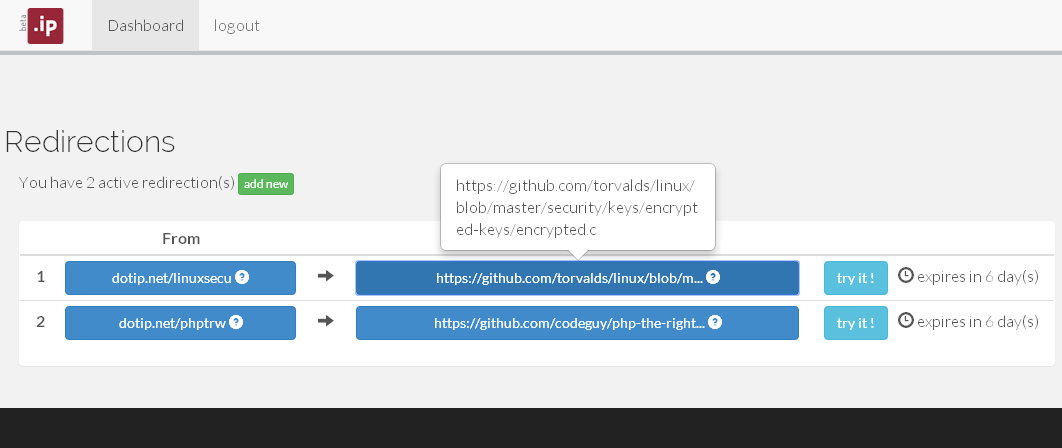 beta
.ip
Dashboard
logout
Redirections
You have 2 active redirection(s) add new
https://github.com/torvalds/linux/
blob/master/security/keys/encrypt
ed-keys/encrypted.c
From
1 dotip.net/linuxsecu ? https://github.com/torvalds/linux/blob/m... ? try it ! expires in 6 day(s)
2 dotip.net/phptrw ? https://github.com/codeguy/php-the-right... ? try it ! expires in 6 day(s)